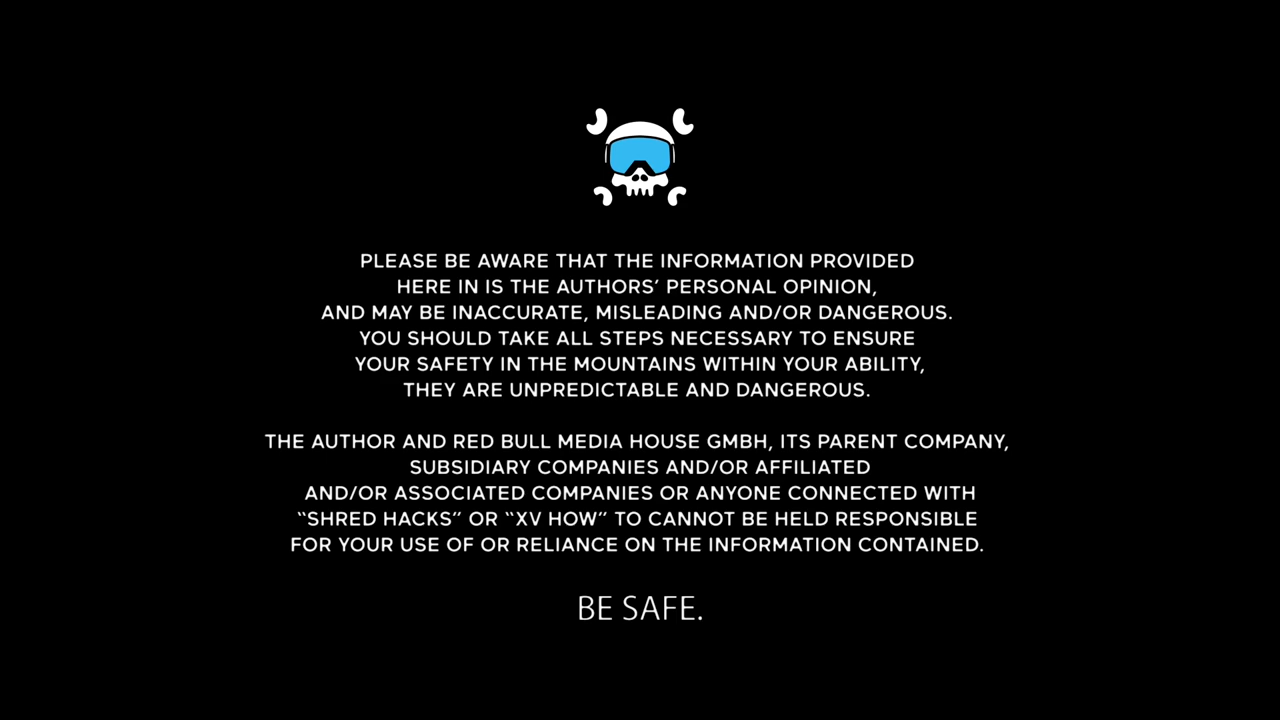 PLEASE BE AWARE THAT THE INFORMATION PROVIDED
HERE IN IS THE AUTHORS’ PERSONAL OPINION,
AND MAY BE INACCURATE, MISLEADING AND/OR DANGEROUS.
YOU SHOULD TAKE ALL STEPS NECESSARY TO ENSURE
YOUR SAFETY IN THE MOUNTAINS WITHIN YOUR ABILITY,
THEY ARE UNPREDICTABLE AND DANGEROUS.
THE AUTHOR AND RED BULL MEDIA HOUSE GMBH, ITS PARENT COMPANY,
SUBSIDIARY COMPANIES AND/OR AFFILIATED
AND/OR ASSOCIATED COMPANIES OR ANYONE CONNECTED WITH
“SHRED HACKS” OR “XV HOW” TO CANNOT BE HELD RESPONSIBLE
FOR YOUR USE OF OR RELIANCE ON THE INFORMATION CONTAINED.
BE SAFE.